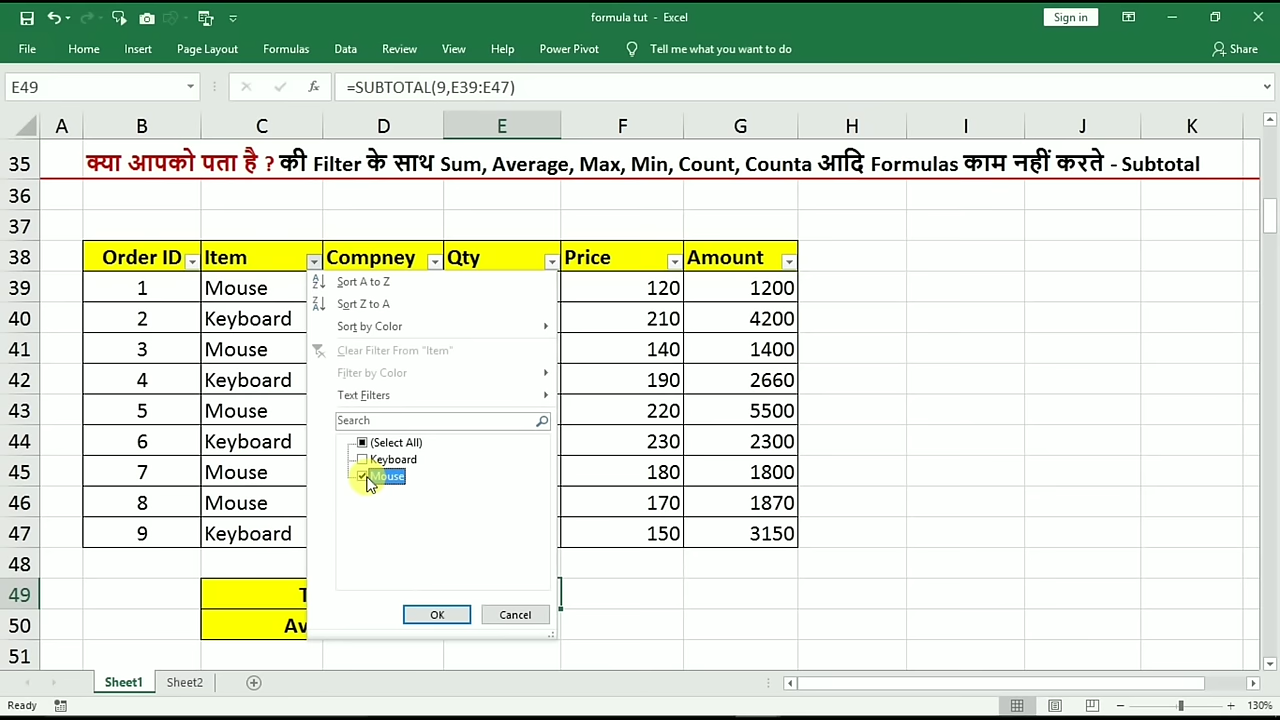 formula tut - Excel
Sign in
File Home Insert Page Layout Formulas Data Review View Help Power Pivot Tell me what you want to do Share
E49 fx =SUBTOTAL(9,E39:E47)
A B C D E F G H I J K
35 क्या आपको पता है ? की Filter के साथ Sum, Average, Max, Min, Count, Counta आदि Formulas काम नहीं करते - Subtotal
36
37
38 Order ID Item Compney Qty Price Amount
39 1 Mouse 120 1200
40 2 Keyboard 210 4200
41 3 Mouse 140 1400
42 4 Keyboard 190 2660
43 5 Mouse 220 5500
44 6 Keyboard 230 2300
45 7 Mouse 180 1800
46 8 Mouse 170 1870
47 9 Keyboard 150 3150
48
49 T
50 Av
51
Sort A to Z
Sort Z to A
Sort by Color
Clear Filter From "Item"
Filter by Color
Text Filters
Search
(Select All)
Keyboard
Mouse
OK Cancel
Sheet1 Sheet2
Ready 130%